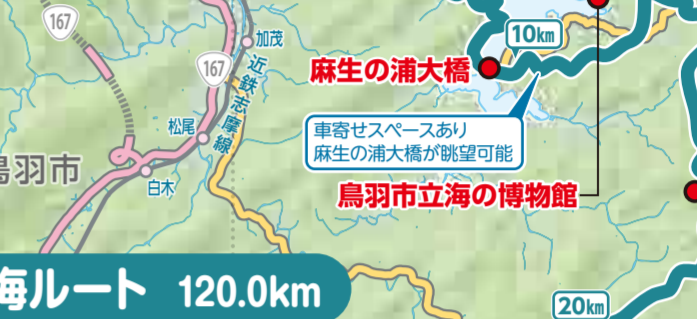 167
加茂
10km
167
麻生の浦大橋
近鉄志摩線
松尾
車寄せスペースあり
麻生の浦大橋が眺望可能
鳥羽市
白木
鳥羽市立海の博物館
海ルート 120.0km
20km